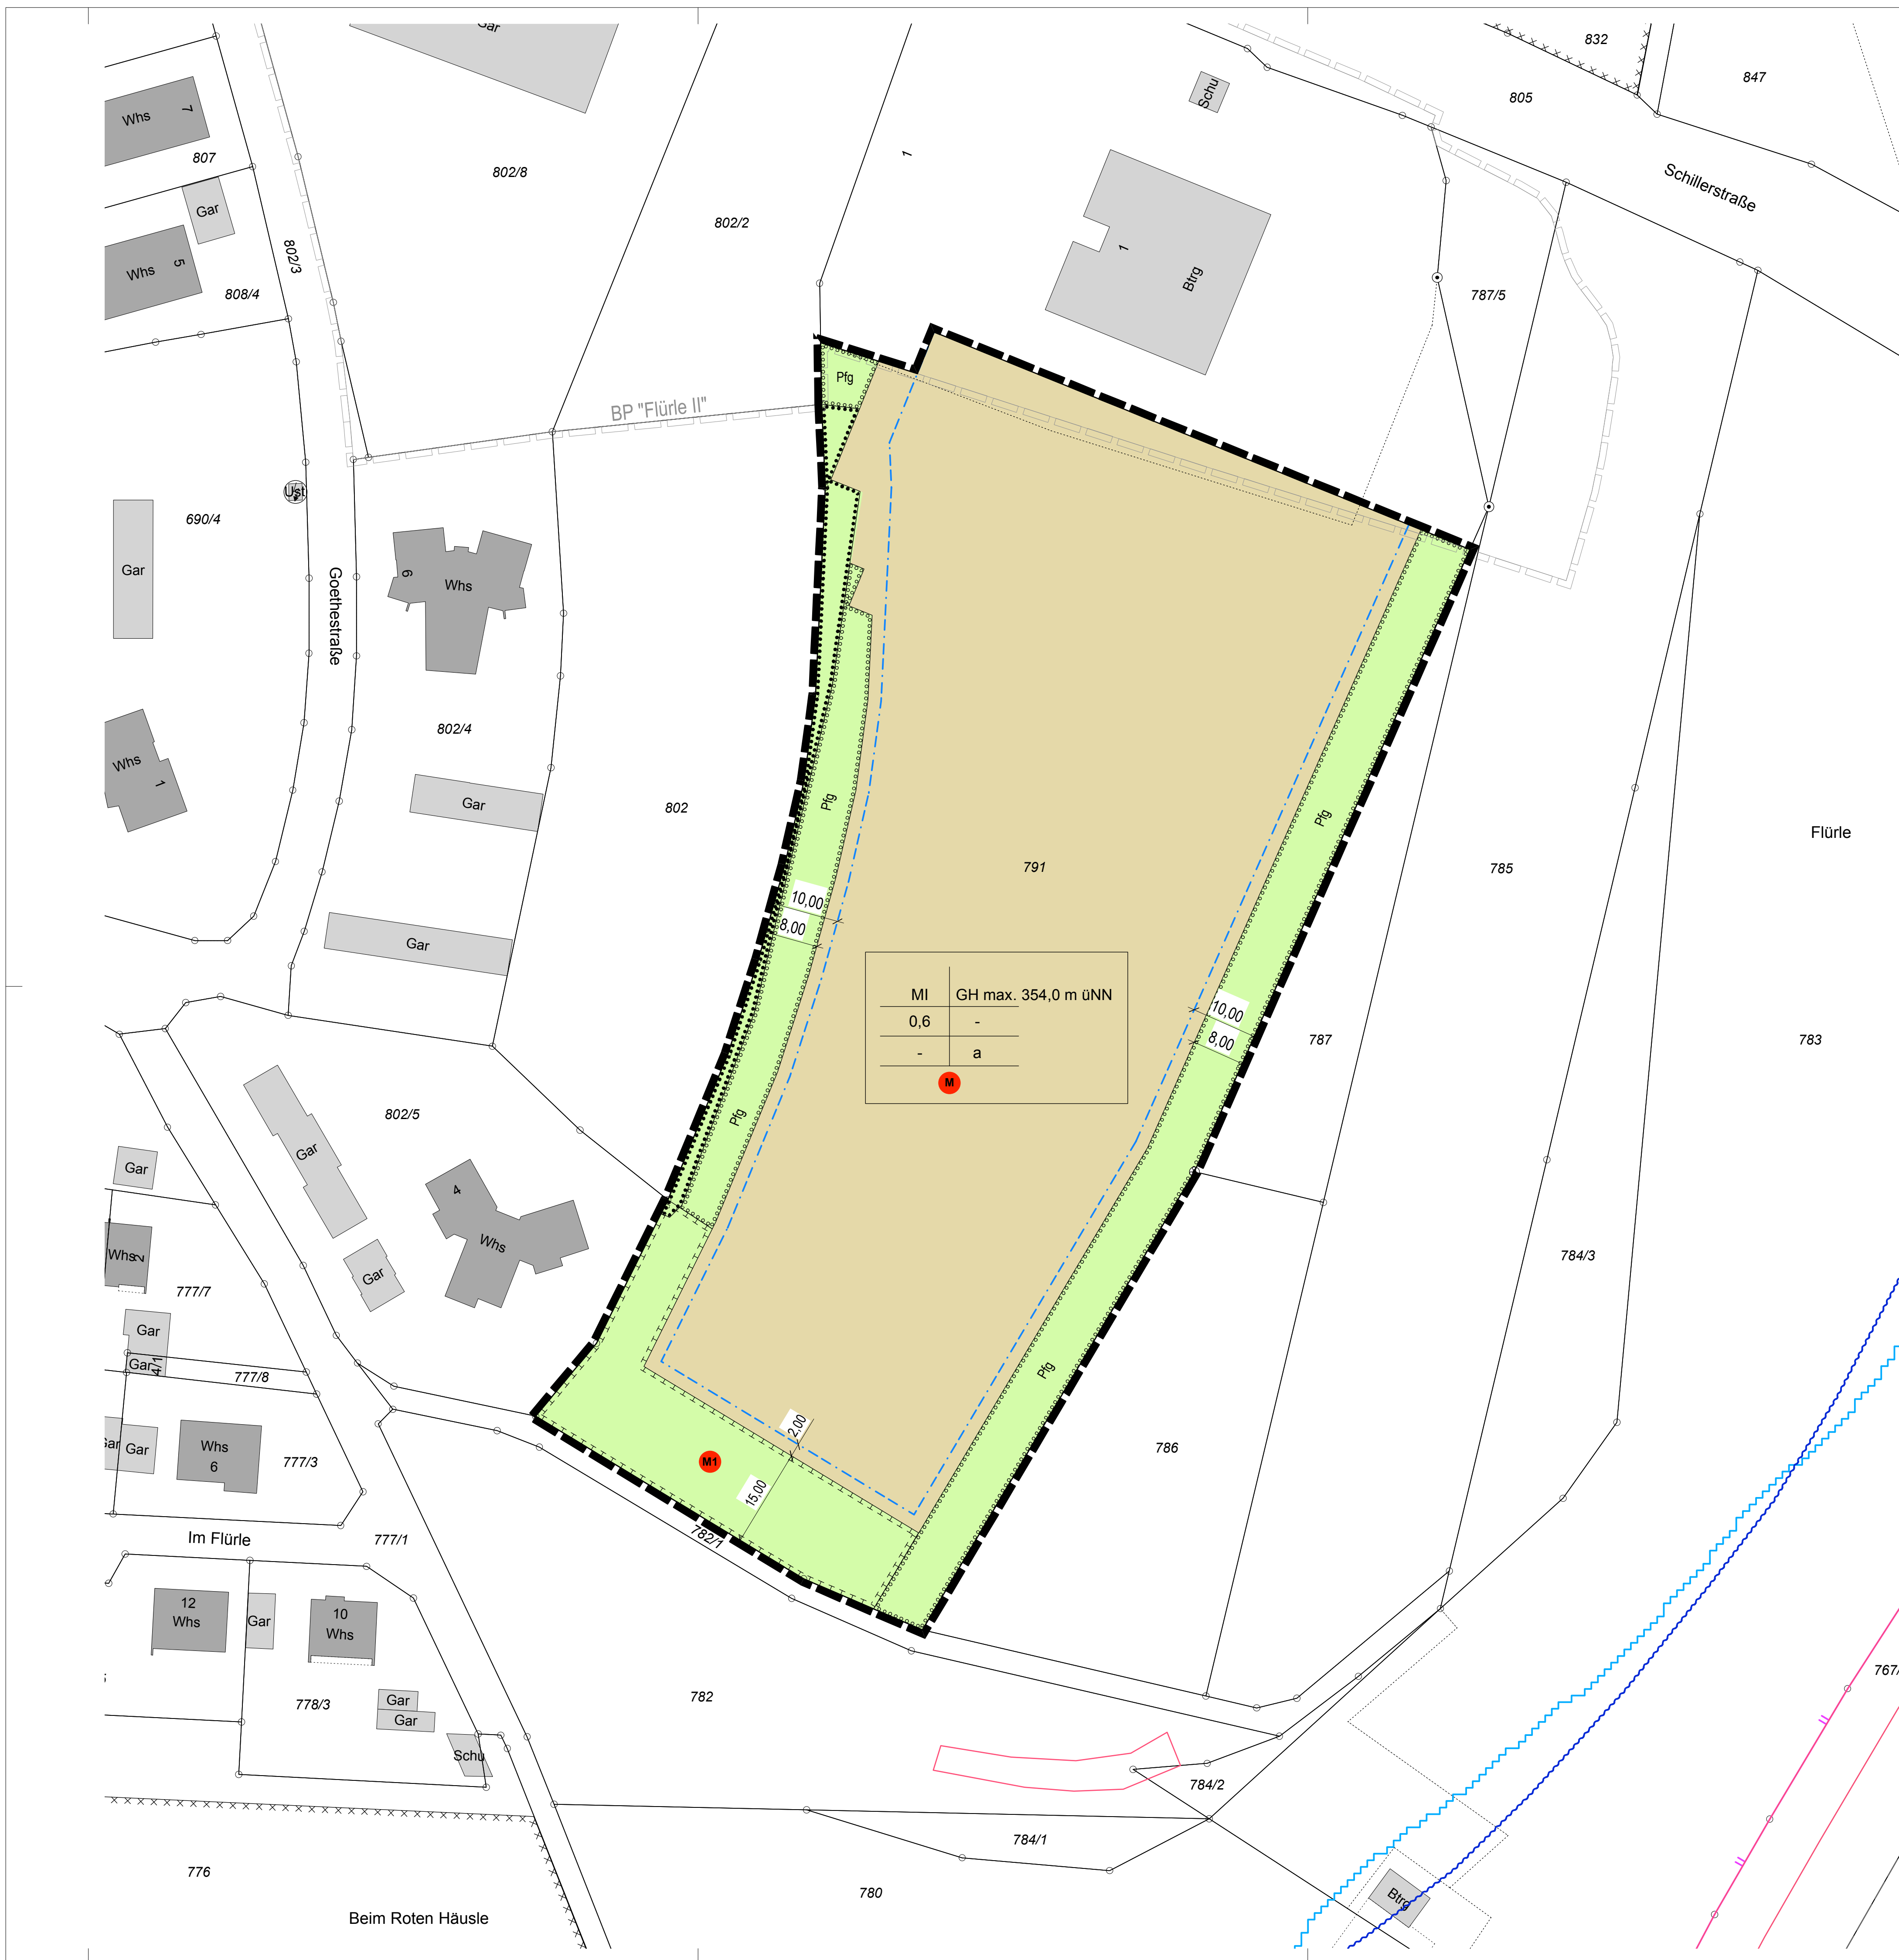 Gar
832
847
805
Whs
7
Schu
807
802/8
Schillerstraße
1
Gar
802/2
802/3
1
Btrg
Whs
5
808/4
787/5
Pfg
BP "Flürle II"
Ust
690/4
Gar
Goethestraße
6
Whs
802/4
Whs
1
Gar
802
Pfg
Pfg
Flürle
791
785
10,00
8,00
Gar
MI
GH max. 354,0 m üNN
0,6
-
-
a
M
10,00
8,00
787
783
802/5
Pfg
Gar
Gar
4
Whs
Whs
2
784/3
Gar
777/7
Gar
Gar
4/1
777/8
Pfg
2,00
Gar
Whs
6
777/3
M1
15,00
786
Im Flürle
777/1
782/1
12
Whs
Gar
10
Whs
767/
778/3
Gar
Gar
782
Schu
784/2
784/1
776
780
Btrg
Beim Roten Häusle